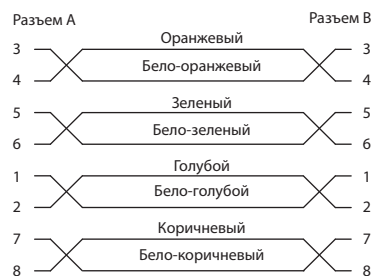 Разъем А Разъем В
Оранжевый
3 3
Бело-оранжевый
4 4
Зеленый
5 5
Бело-зеленый
6 6
Голубой
1 1
Бело-голубой
2 2
Коричневый
7 7
Бело-коричневый
8 8